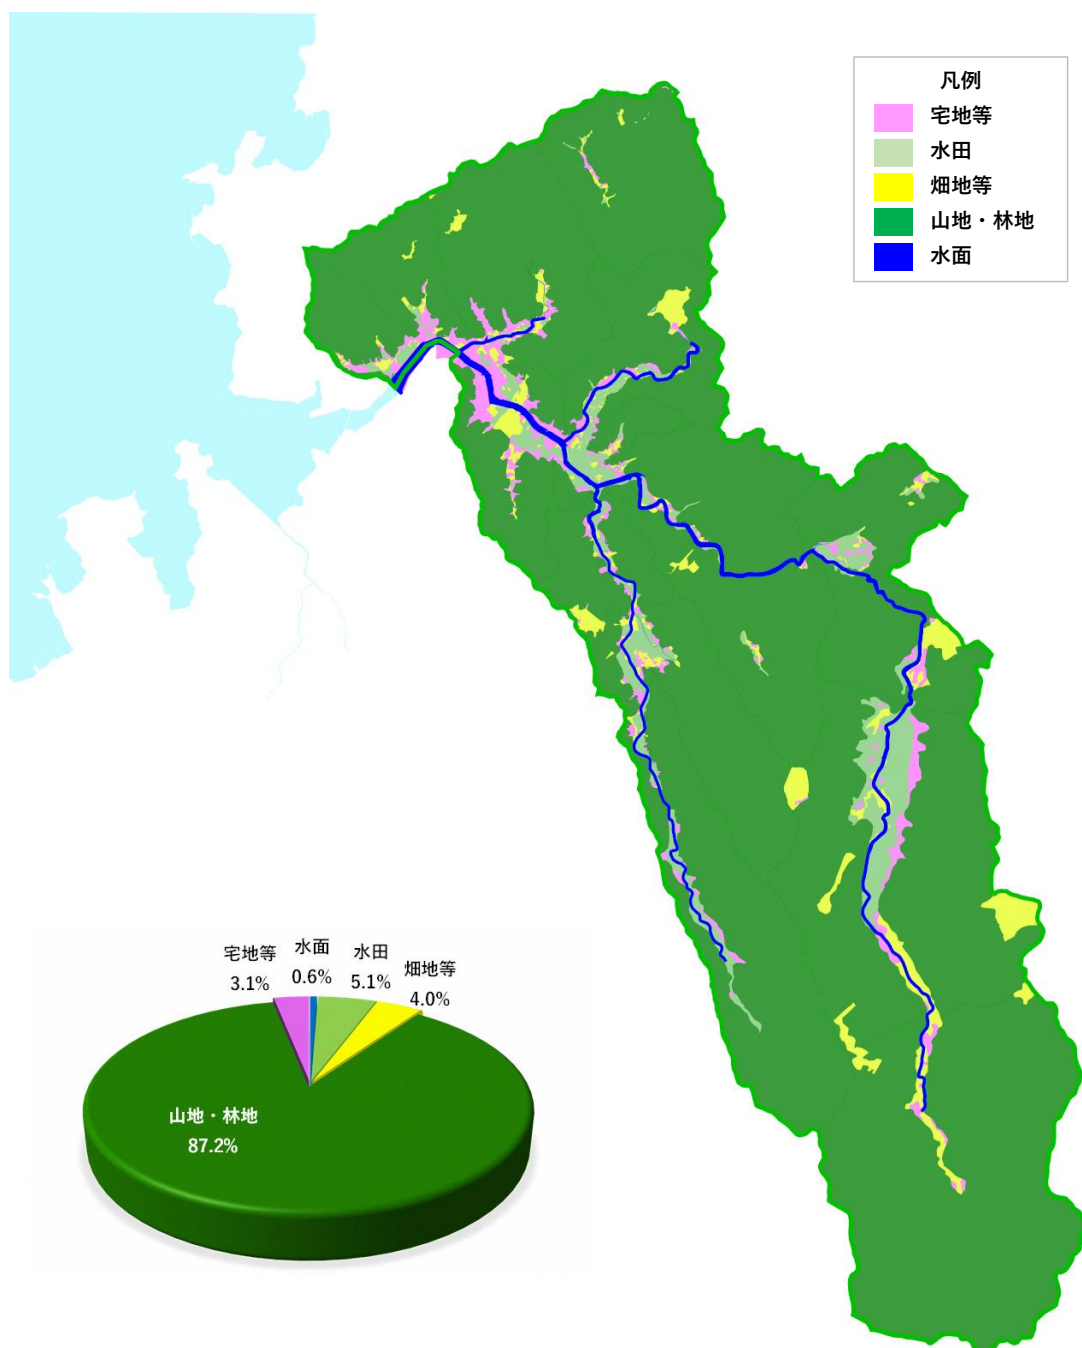 凡例
宅地等
水田
畑地等
山地・林地
水面
宅地等
3.1%
水面
0.6%
水田
5.1%
畑地等
4.0%
山地・林地
87.2%